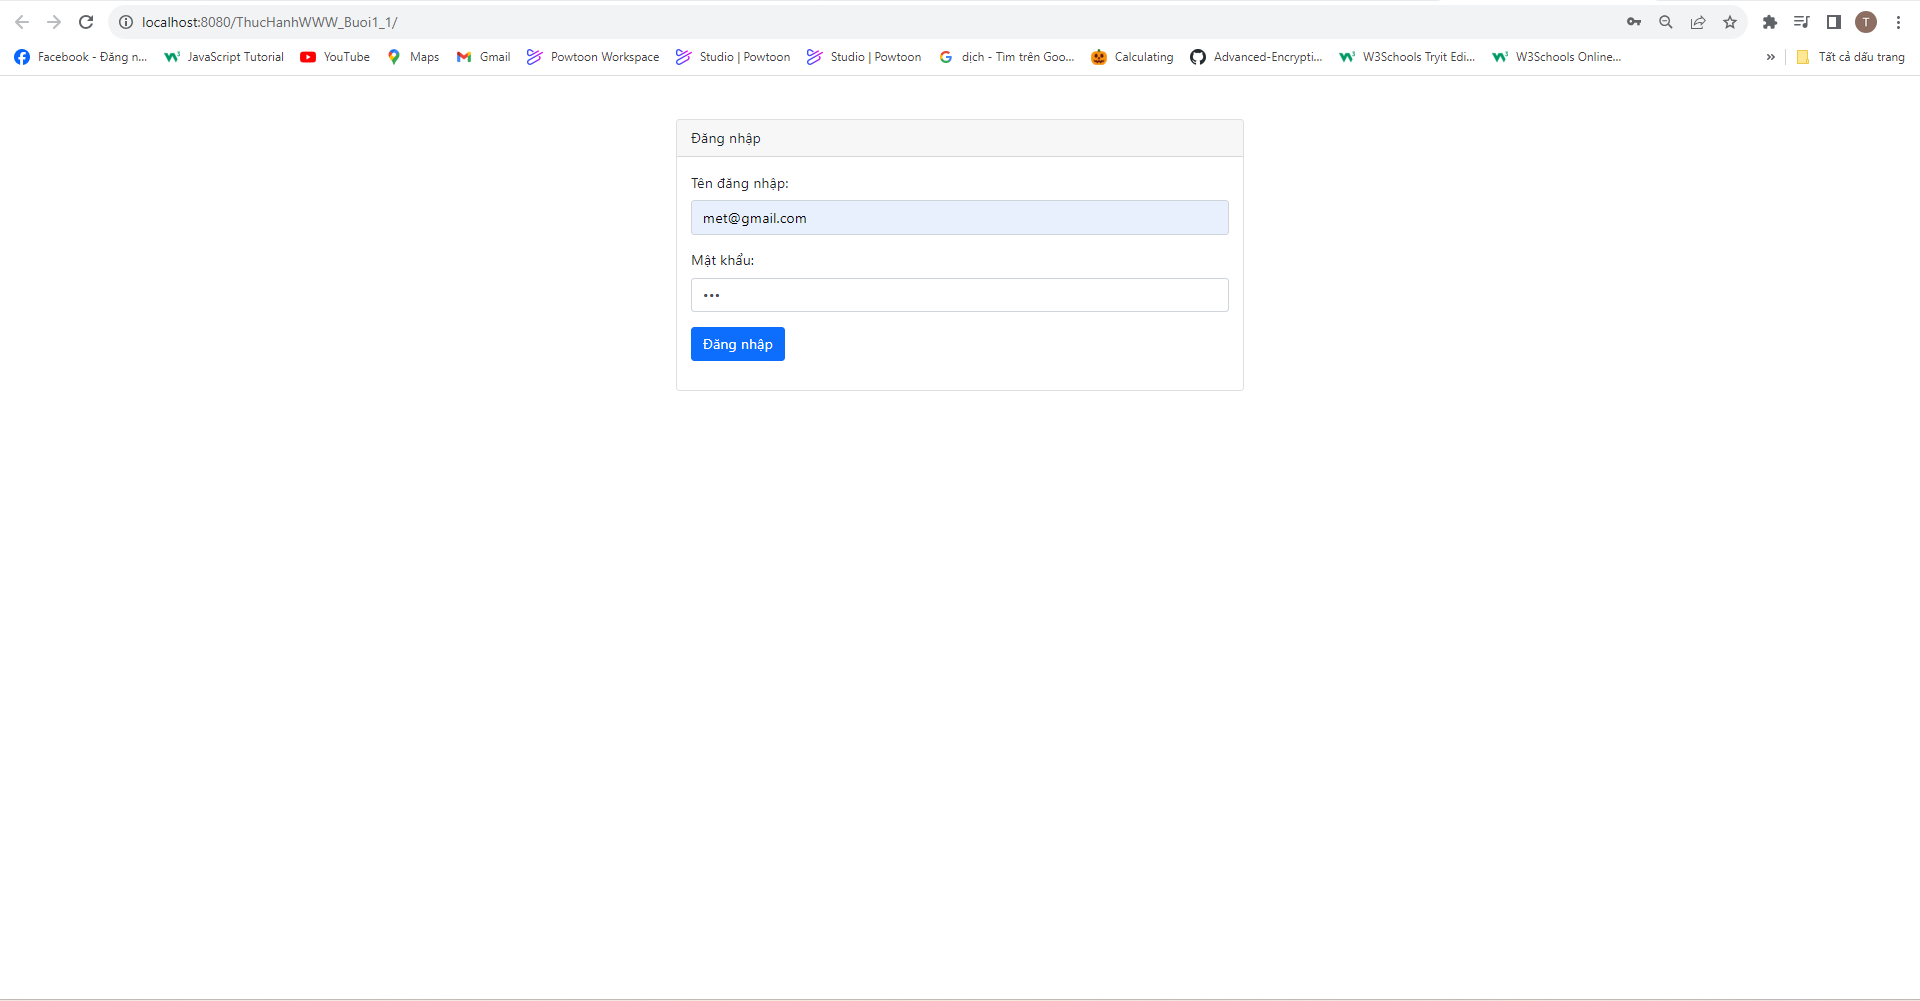 localhost:8080/ThucHanhWWW_Buoi1_1/
T
Facebook - Đăng n... JavaScript Tutorial YouTube Maps Gmail Powtoon Workspace Studio | Powtoon Studio | Powtoon dịch - Tìm trên Goo... Calculating Advanced-Encrypti... W3Schools Tryit Edi... W3Schools Online... » Tất cả dấu trang
Đăng nhập
Tên đăng nhập:
met@gmail.com
Mật khẩu:
•••
Đăng nhập